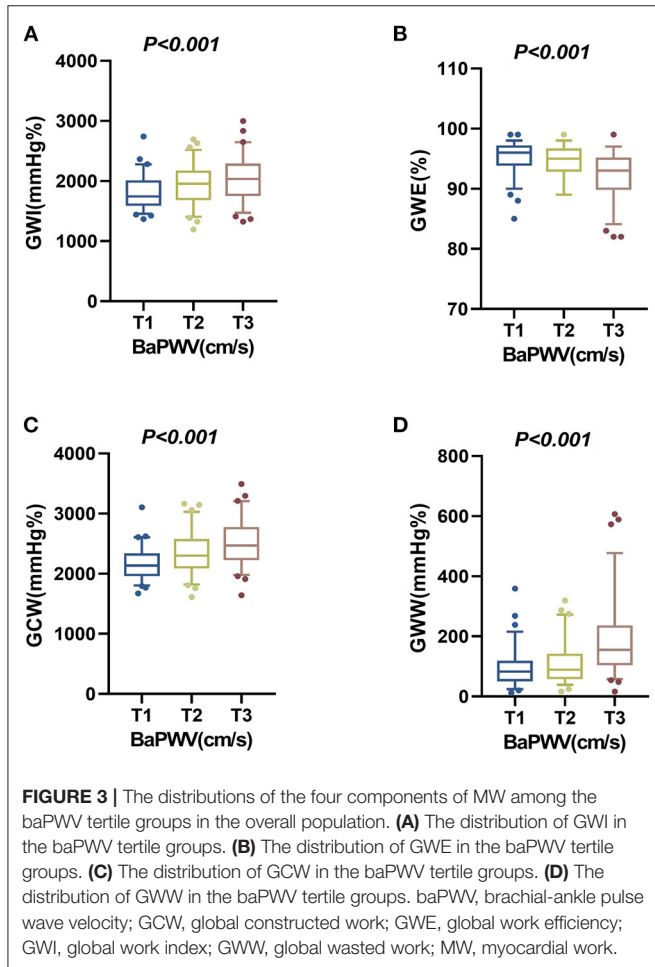 A
P<0.001
GWI(mmHg%)
4000
3000
2000
1000
0
T1 T2 T3
BaPWV(cm/s)
B
P<0.001
GWE(%)
110
100
90
80
70
T1 T2 T3
BaPWV(cm/s)
C
P<0.001
GCW(mmHg%)
4000
3000
2000
1000
0
T1 T2 T3
BaPWV(cm/s)
D
P<0.001
GWW(mmHg%)
800
600
400
200
0
T1 T2 T3
BaPWV(cm/s)
FIGURE 3 | The distributions of the four components of MW among the
baPWV tertile groups in the overall population. (A) The distribution of GWI in
the baPWV tertile groups. (B) The distribution of GWE in the baPWV tertile
groups. (C) The distribution of GCW in the baPWV tertile groups. (D) The
distribution of GWW in the baPWV tertile groups. baPWV, brachial-ankle pulse
wave velocity; GCW, global constructed work; GWE, global work efficiency;
GWI, global work index; GWW, global wasted work; MW, myocardial work.